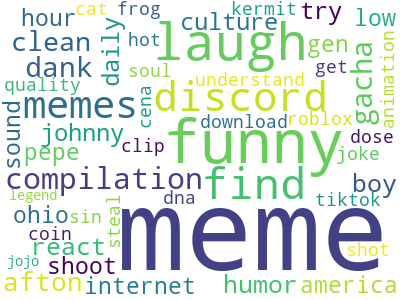 cat frog kermit try low
hour culture
clean laugh gen
daily hot
dank soul understand get
quality discord gacha animation
memes cena
sound johnny download roblox
funny dose
pepe clip joke
compilation find boy
legend dna tiktok
ohio sin steal
coin meme
react shot
jojo shoot
afton internet humor america